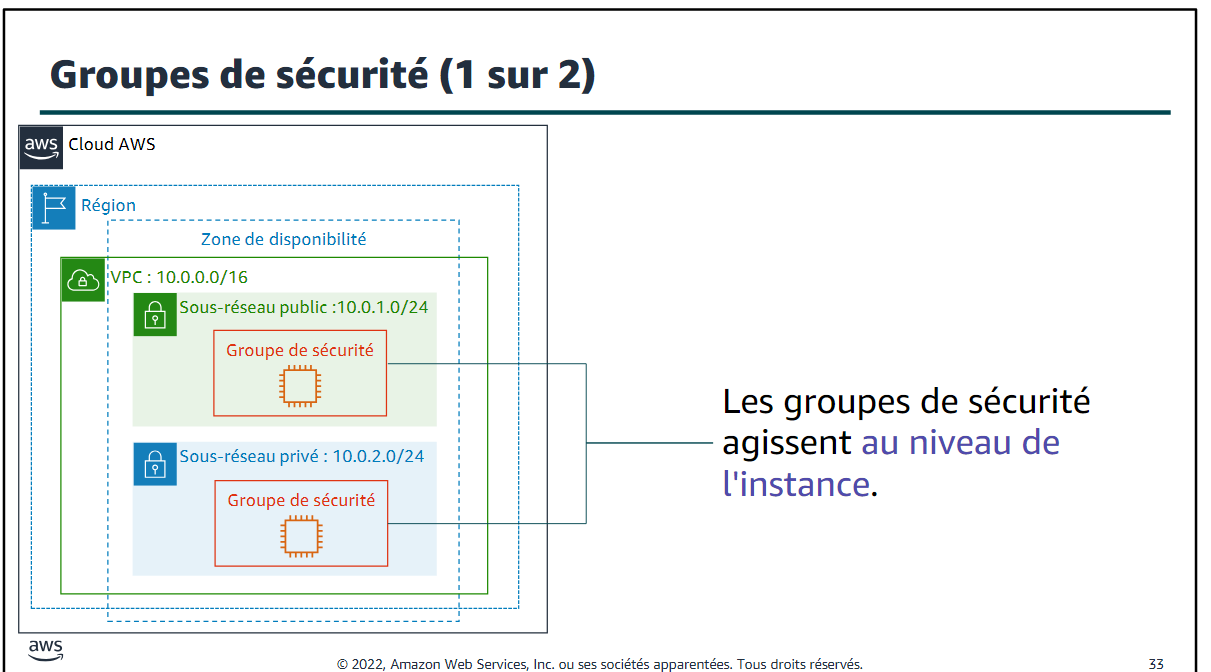 Groupes de sécurité (1 sur 2)
aws
Cloud AWS
Région
Zone de disponibilité
VPC : 10.0.0.0/16
Sous-réseau public :10.0.1.0/24
Groupe de sécurité
Sous-réseau privé : 10.0.2.0/24
Groupe de sécurité
Les groupes de sécurité
agissent au niveau de
l'instance.
aws
© 2022, Amazon Web Services, Inc. ou ses sociétés apparentées. Tous droits réservés.
33